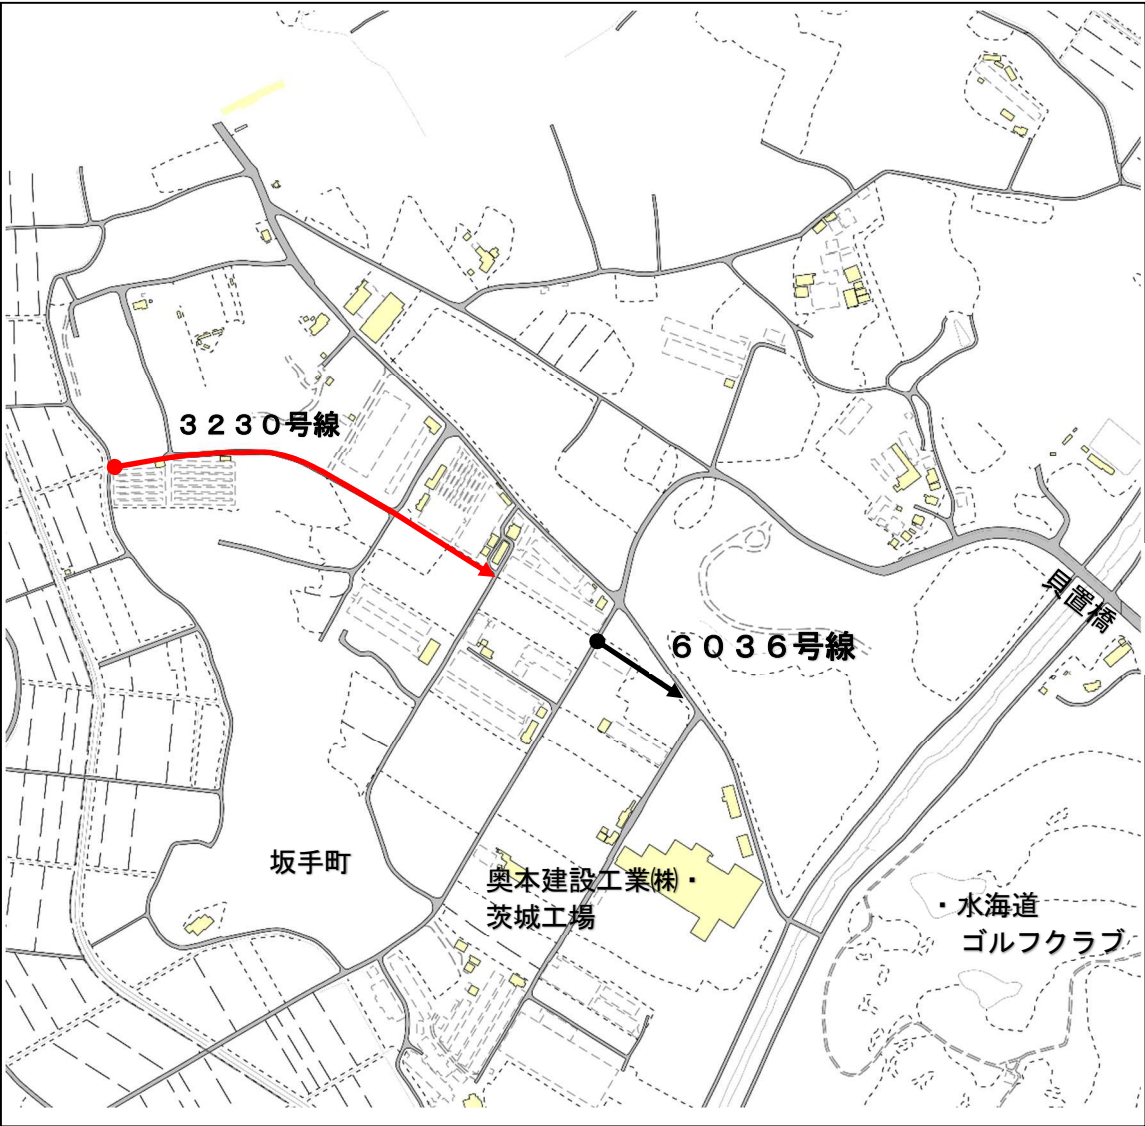 ３２３０号線
貝置橋
６０３６号線
坂手町
奥本建設工業㈱・
茨城工場
・水海道
ゴルフクラブ